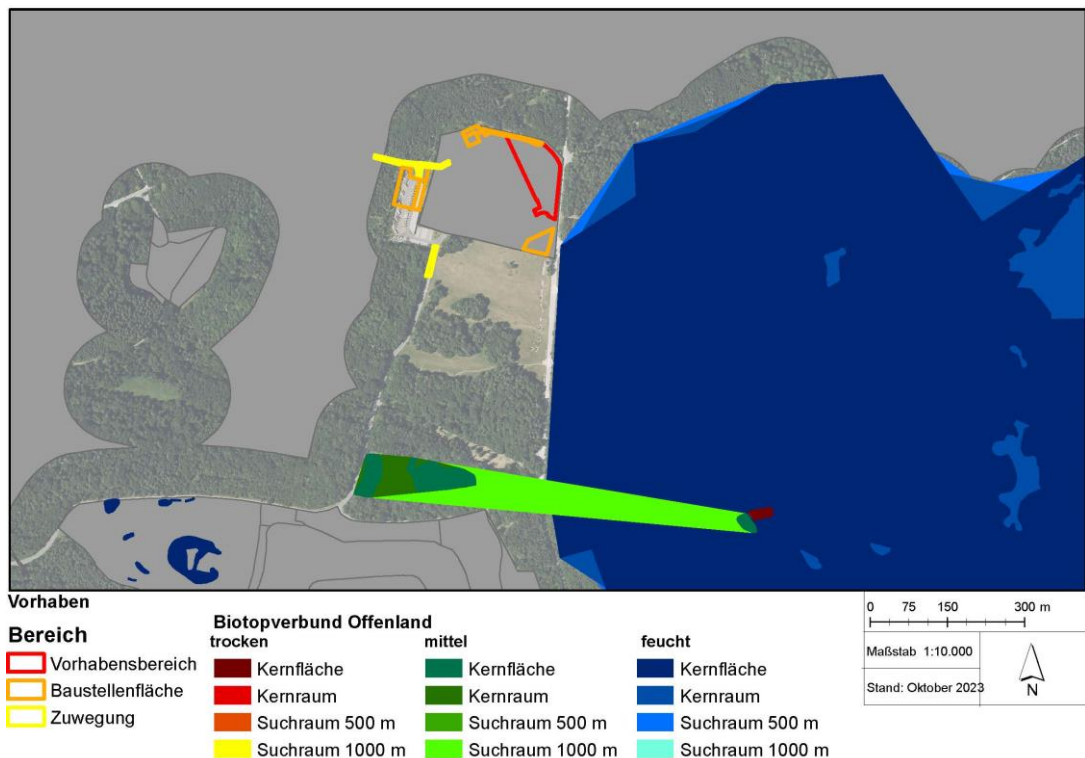 Vorhaben
Bereich
Vorhabensbereich
Baustellenfläche
Zuwegung
Biotopverbund Offenland
trocken
Kernfläche
Kernraum
Suchraum 500 m
Suchraum 1000 m
mittel
Kernfläche
Kernraum
Suchraum 500 m
Suchraum 1000 m
feucht
Kernfläche
Kernraum
Suchraum 500 m
Suchraum 1000 m
0 75 150 300 m
Maßstab 1:10.000
Stand: Oktober 2023
N